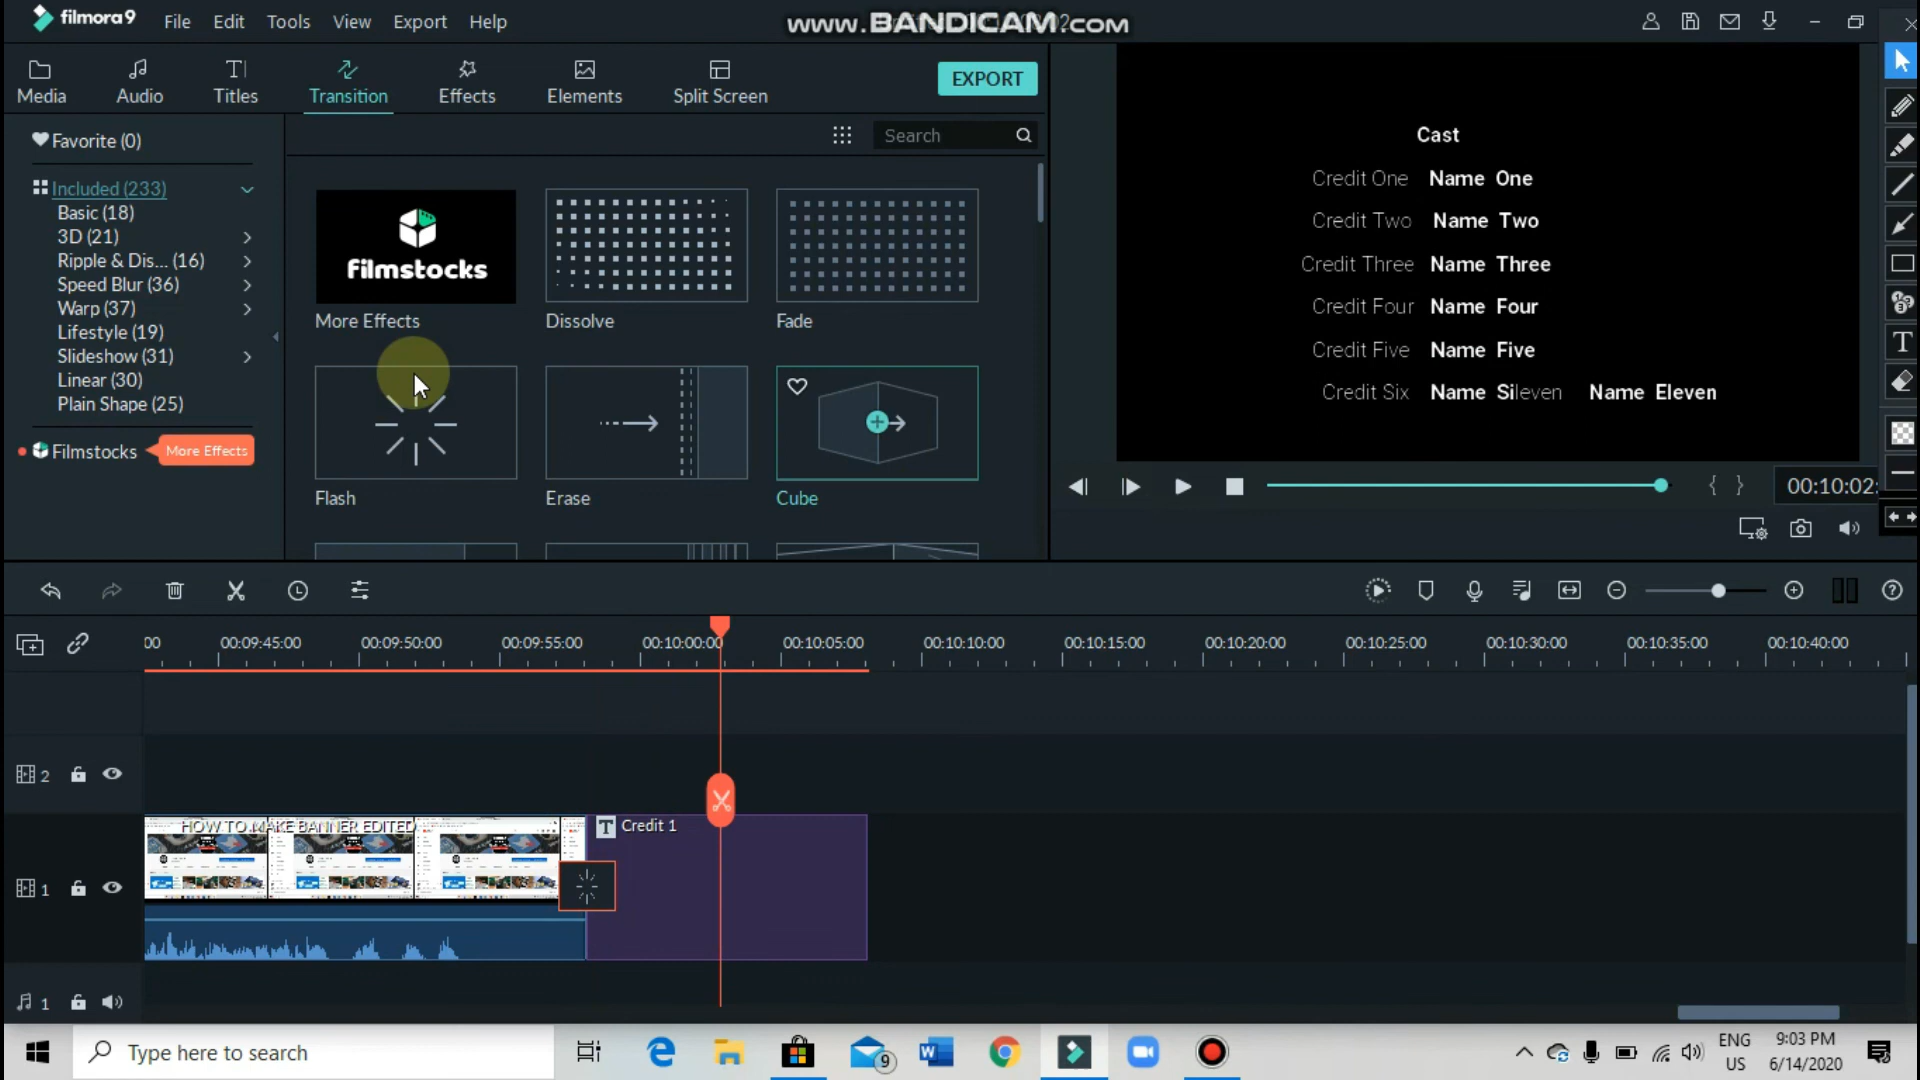 filmora9 File Edit Tools View Export Help
www.BANDICAM.com
Media Audio Titles Transition Effects Elements Split Screen
EXPORT
Favorite (0)
Search
Included (233)
Basic (18)
3D (21)
Ripple & Dis... (16)
Speed Blur (36)
Warp (37)
Lifestyle (19)
Slideshow (31)
Linear (30)
Plain Shape (25)
Filmstocks More Effects
filmstocks
More Effects Dissolve Fade
Flash Erase Cube
Cast
Credit One Name One
Credit Two Name Two
Credit Three Name Three
Credit Four Name Four
Credit Five Name Five
Credit Six Name Sileven Name Eleven
00:10:02:
00 00:09:45:00 00:09:50:00 00:09:55:00 00:10:00:00 00:10:05:00 00:10:10:00 00:10:15:00 00:10:20:00 00:10:25:00 00:10:30:00 00:10:35:00 00:10:40:00
2
HOW TO MAKE BANNER EDITED
T Credit 1
1
1
Type here to search
9
ENG
US
9:03 PM
6/14/2020